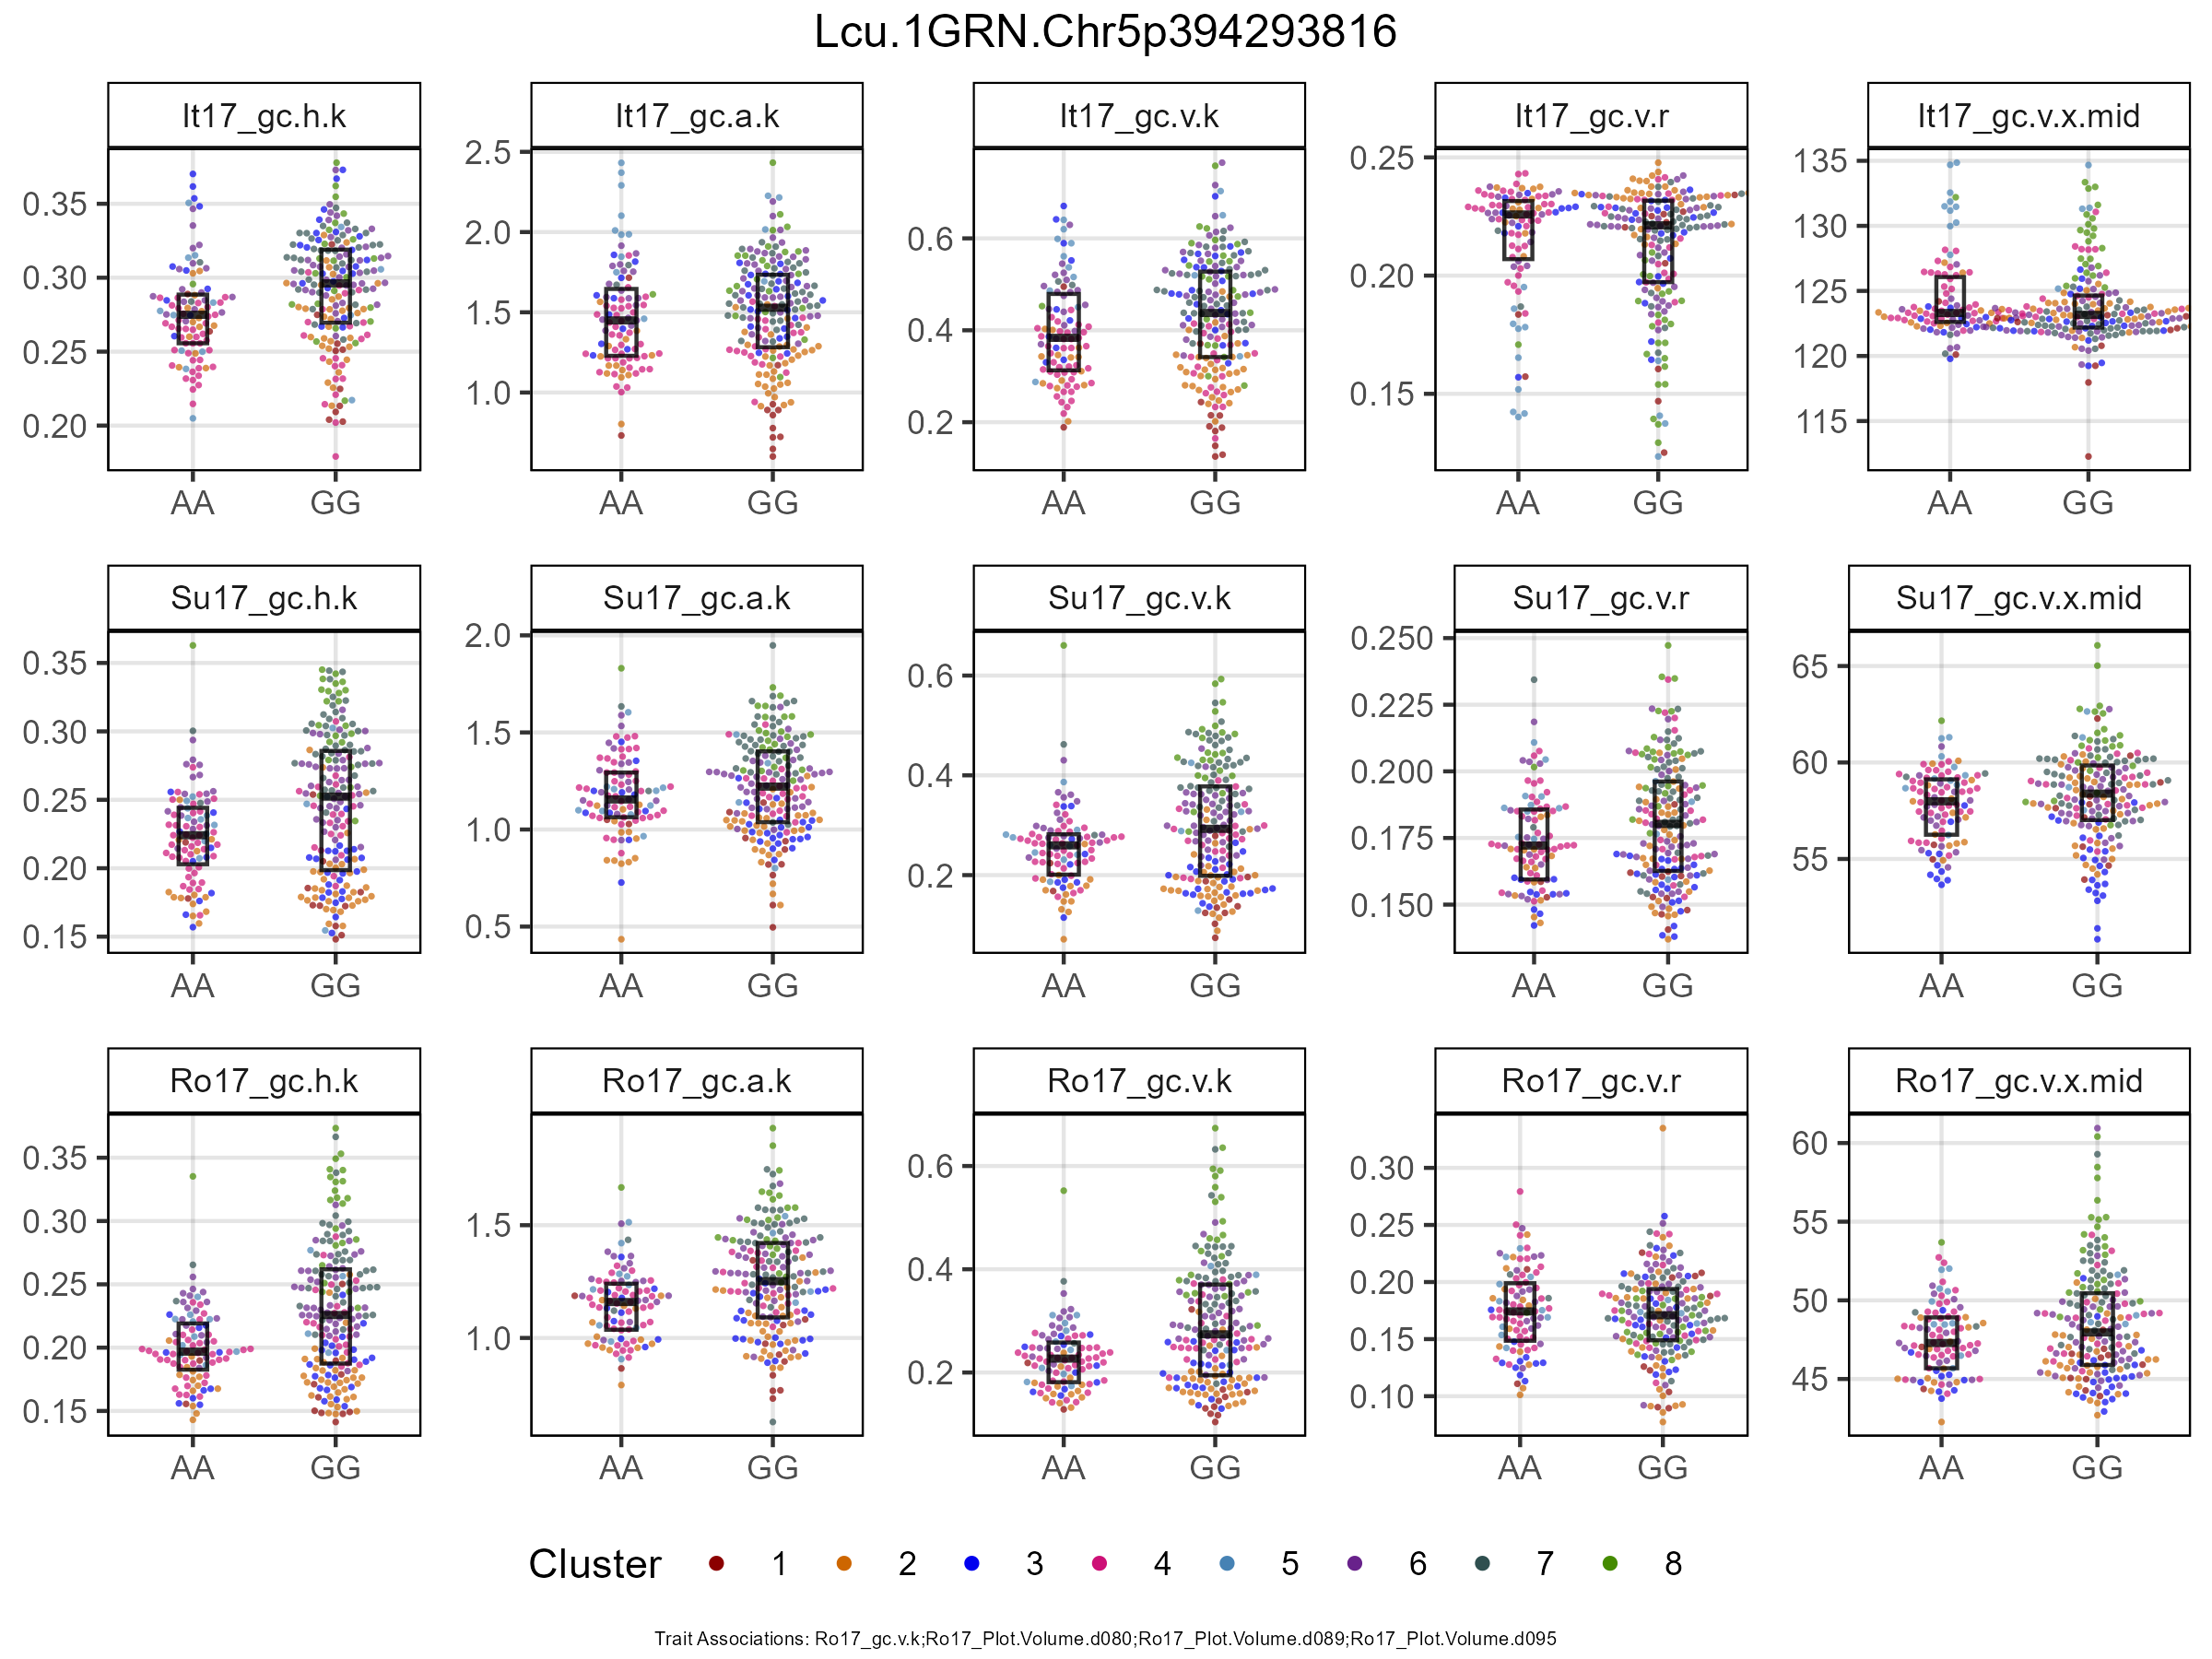 Lcu.1GRN.Chr5p394293816
It17_gc.h.k It17_gc.a.k It17_gc.v.k It17_gc.v.r It17_gc.v.x.mid
0.35 0.30 0.25 0.20
2.5 2.0 1.5 1.0
0.6 0.4 0.2
0.25 0.20 0.15
135 130 125 120 115
AA GG AA GG AA GG AA GG AA GG
Su17_gc.h.k Su17_gc.a.k Su17_gc.v.k Su17_gc.v.r Su17_gc.v.x.mid
0.35 0.30 0.25 0.20 0.15
2.0 1.5 1.0 0.5
0.6 0.4 0.2
0.250 0.225 0.200 0.175 0.150
65 60 55
AA GG AA GG AA GG AA GG AA GG
Ro17_gc.h.k Ro17_gc.a.k Ro17_gc.v.k Ro17_gc.v.r Ro17_gc.v.x.mid
0.35 0.30 0.25 0.20 0.15
1.5 1.0
0.6 0.4 0.2
0.30 0.25 0.20 0.15 0.10
60 55 50 45
AA GG AA GG AA GG AA GG AA GG
Cluster 1 2 3 4 5 6 7 8
Trait Associations: Ro17_gc.v.k;Ro17_Plot.Volume.d080;Ro17_Plot.Volume.d089;Ro17_Plot.Volume.d095